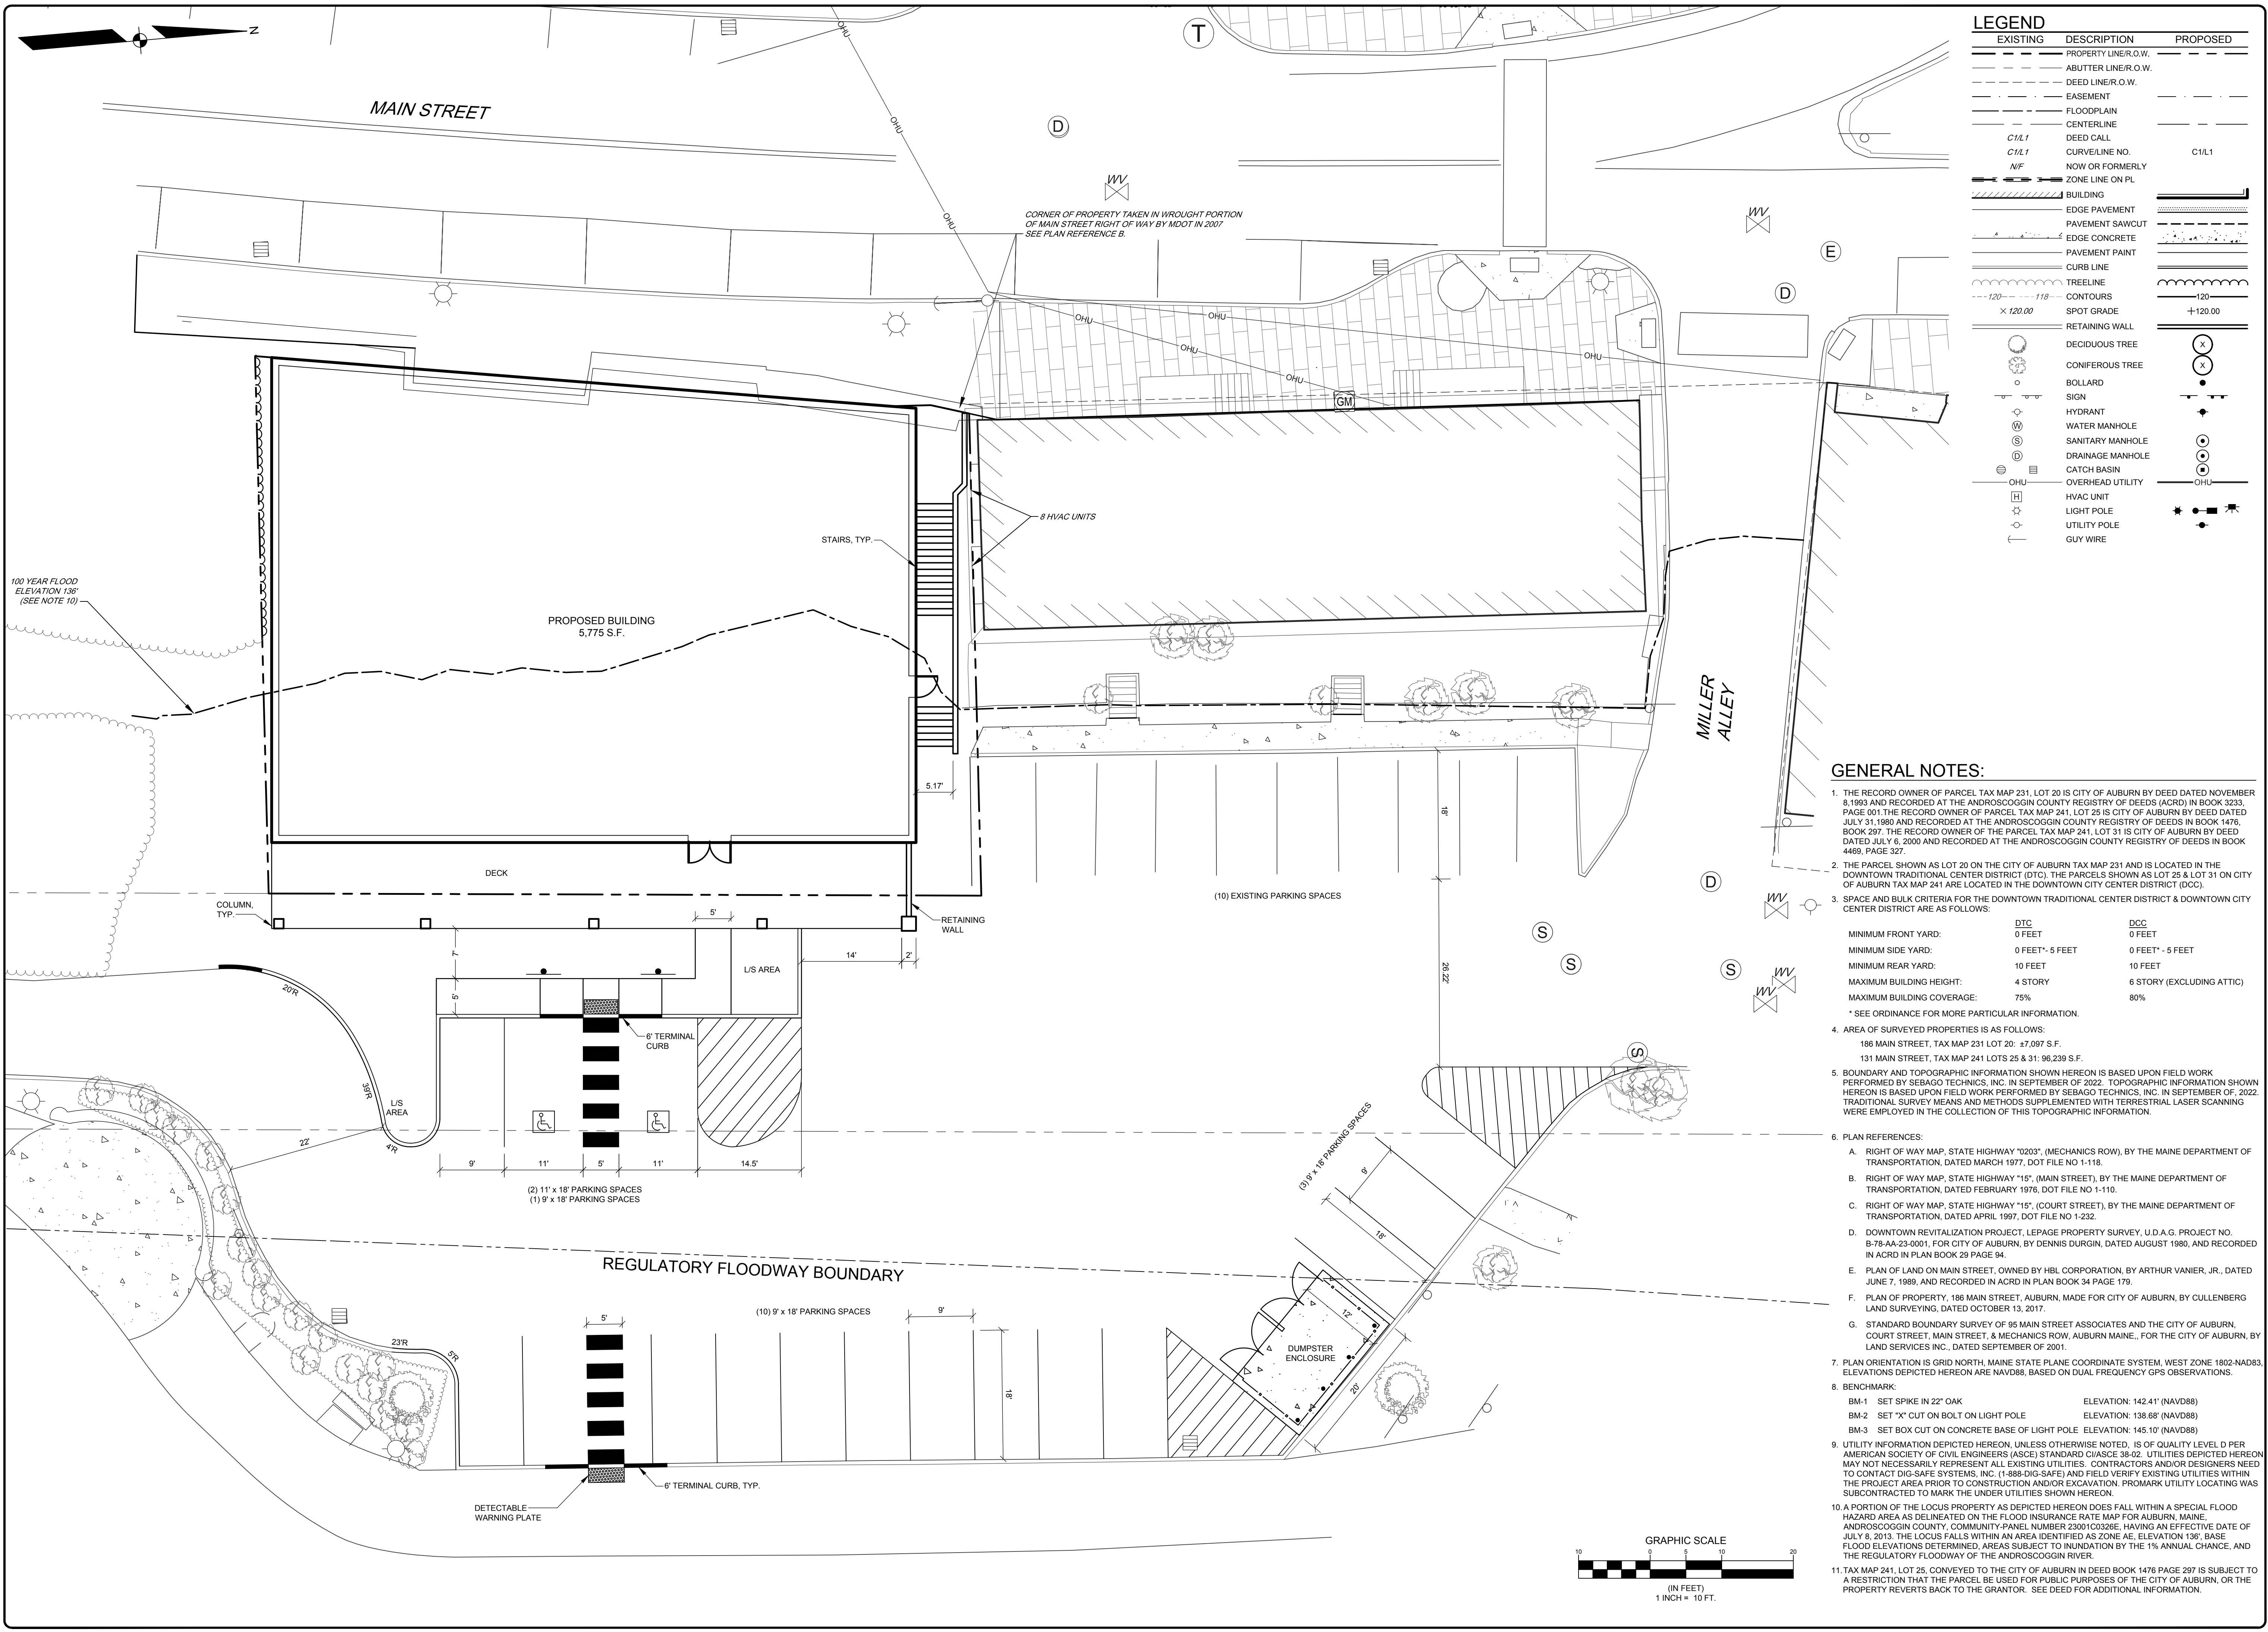 N
MAIN STREET
T
OHU
OHU
OHU
D
WV
CORNER OF PROPERTY TAKEN IN WROUGHT PORTION
OF MAIN STREET RIGHT OF WAY BY MDOT IN 2007
SEE PLAN REFERENCE B.
WV
E
D
OHU
OHU
OHU
OHU
OHU
GM
8 HVAC UNITS
STAIRS, TYP.
100 YEAR FLOOD
ELEVATION 136'
(SEE NOTE 10)
PROPOSED BUILDING
5,775 S.F.
MILLER
ALLEY
5.17'
18'
DECK
(10) EXISTING PARKING SPACES
COLUMN,
TYP.
RETAINING
WALL
5'
7'
5'
L/S AREA
14'
2'
D
WV
S
S
S
WV
WV
S
26.22'
20'R
39'R
4'R
L/S
AREA
22'
6' TERMINAL
CURB
9'
11'
5'
11'
14.5'
(2) 11' x 18' PARKING SPACES
(1) 9' x 18' PARKING SPACES
(3) 9' x 18' PARKING SPACES
9'
18'
REGULATORY FLOODWAY BOUNDARY
(10) 9' x 18' PARKING SPACES
5'
9'
18'
23'R
5'R
DUMPSTER
ENCLOSURE
12'
20'
6' TERMINAL CURB, TYP.
DETECTABLE
WARNING PLATE
GRAPHIC SCALE
10 0 5 10 20
(IN FEET)
1 INCH = 10 FT.
LEGEND
EXISTING DESCRIPTION PROPOSED
PROPERTY LINE/R.O.W.
ABUTTER LINE/R.O.W.
DEED LINE/R.O.W.
EASEMENT
FLOODPLAIN
CENTERLINE
C1/L1 DEED CALL
C1/L1 CURVE/LINE NO. C1/L1
N/F NOW OR FORMERLY
ZONE LINE ON PL
BUILDING
EDGE PAVEMENT
PAVEMENT SAWCUT
EDGE CONCRETE
PAVEMENT PAINT
CURB LINE
TREELINE
120 118 CONTOURS 120
×120.00 SPOT GRADE +120.00
RETAINING WALL
DECIDUOUS TREE X
CONIFEROUS TREE X
BOLLARD
SIGN
HYDRANT
W WATER MANHOLE
S SANITARY MANHOLE
D DRAINAGE MANHOLE
CATCH BASIN
OHU OVERHEAD UTILITY OHU
H HVAC UNIT
LIGHT POLE
UTILITY POLE
GUY WIRE
GENERAL NOTES:
1. THE RECORD OWNER OF PARCEL TAX MAP 231, LOT 20 IS CITY OF AUBURN BY DEED DATED NOVEMBER
8,1993 AND RECORDED AT THE ANDROSCOGGIN COUNTY REGISTRY OF DEEDS (ACRD) IN BOOK 3233,
PAGE 001.THE RECORD OWNER OF PARCEL TAX MAP 241, LOT 25 IS CITY OF AUBURN BY DEED DATED
JULY 31,1980 AND RECORDED AT THE ANDROSCOGGIN COUNTY REGISTRY OF DEEDS IN BOOK 1476,
BOOK 297. THE RECORD OWNER OF THE PARCEL TAX MAP 241, LOT 31 IS CITY OF AUBURN BY DEED
DATED JULY 6, 2000 AND RECORDED AT THE ANDROSCOGGIN COUNTY REGISTRY OF DEEDS IN BOOK
4469, PAGE 327.
2. THE PARCEL SHOWN AS LOT 20 ON THE CITY OF AUBURN TAX MAP 231 AND IS LOCATED IN THE
DOWNTOWN TRADITIONAL CENTER DISTRICT (DTC). THE PARCELS SHOWN AS LOT 25 & LOT 31 ON CITY
OF AUBURN TAX MAP 241 ARE LOCATED IN THE DOWNTOWN CITY CENTER DISTRICT (DCC).
3. SPACE AND BULK CRITERIA FOR THE DOWNTOWN TRADITIONAL CENTER DISTRICT & DOWNTOWN CITY
CENTER DISTRICT ARE AS FOLLOWS:
DTC DCC
MINIMUM FRONT YARD: 0 FEET 0 FEET
MINIMUM SIDE YARD: 0 FEET*- 5 FEET 0 FEET* - 5 FEET
MINIMUM REAR YARD: 10 FEET 10 FEET
MAXIMUM BUILDING HEIGHT: 4 STORY 6 STORY (EXCLUDING ATTIC)
MAXIMUM BUILDING COVERAGE: 75% 80%
* SEE ORDINANCE FOR MORE PARTICULAR INFORMATION.
4. AREA OF SURVEYED PROPERTIES IS AS FOLLOWS:
186 MAIN STREET, TAX MAP 231 LOT 20: ±7,097 S.F.
131 MAIN STREET, TAX MAP 241 LOTS 25 & 31: 96,239 S.F.
5. BOUNDARY AND TOPOGRAPHIC INFORMATION SHOWN HEREON IS BASED UPON FIELD WORK
PERFORMED BY SEBAGO TECHNICS, INC. IN SEPTEMBER OF 2022. TOPOGRAPHIC INFORMATION SHOWN
HEREON IS BASED UPON FIELD WORK PERFORMED BY SEBAGO TECHNICS, INC. IN SEPTEMBER OF, 2022.
TRADITIONAL SURVEY MEANS AND METHODS SUPPLEMENTED WITH TERRESTRIAL LASER SCANNING
WERE EMPLOYED IN THE COLLECTION OF THIS TOPOGRAPHIC INFORMATION.
6. PLAN REFERENCES:
A. RIGHT OF WAY MAP, STATE HIGHWAY "0203", (MECHANICS ROW), BY THE MAINE DEPARTMENT OF
TRANSPORTATION, DATED MARCH 1977, DOT FILE NO 1-118.
B. RIGHT OF WAY MAP, STATE HIGHWAY "15", (MAIN STREET), BY THE MAINE DEPARTMENT OF
TRANSPORTATION, DATED FEBRUARY 1976, DOT FILE NO 1-110.
C. RIGHT OF WAY MAP, STATE HIGHWAY "15", (COURT STREET), BY THE MAINE DEPARTMENT OF
TRANSPORTATION, DATED APRIL 1997, DOT FILE NO 1-232.
D. DOWNTOWN REVITALIZATION PROJECT, LEPAGE PROPERTY SURVEY, U.D.A.G. PROJECT NO.
B-78-AA-23-0001, FOR CITY OF AUBURN, BY DENNIS DURGIN, DATED AUGUST 1980, AND RECORDED
IN ACRD IN PLAN BOOK 29 PAGE 94.
E. PLAN OF LAND ON MAIN STREET, OWNED BY HBL CORPORATION, BY ARTHUR VANIER, JR., DATED
JUNE 7, 1989, AND RECORDED IN ACRD IN PLAN BOOK 34 PAGE 179.
F. PLAN OF PROPERTY, 186 MAIN STREET, AUBURN, MADE FOR CITY OF AUBURN, BY CULLENBERG
LAND SURVEYING, DATED OCTOBER 13, 2017.
G. STANDARD BOUNDARY SURVEY OF 95 MAIN STREET ASSOCIATES AND THE CITY OF AUBURN,
COURT STREET, MAIN STREET, & MECHANICS ROW, AUBURN MAINE,, FOR THE CITY OF AUBURN, BY
LAND SERVICES INC., DATED SEPTEMBER OF 2001.
7. PLAN ORIENTATION IS GRID NORTH, MAINE STATE PLANE COORDINATE SYSTEM, WEST ZONE 1802-NAD83,
ELEVATIONS DEPICTED HEREON ARE NAVD88, BASED ON DUAL FREQUENCY GPS OBSERVATIONS.
8. BENCHMARK:
BM-1 SET SPIKE IN 22" OAK ELEVATION: 142.41' (NAVD88)
BM-2 SET "X" CUT ON BOLT ON LIGHT POLE ELEVATION: 138.68' (NAVD88)
BM-3 SET BOX CUT ON CONCRETE BASE OF LIGHT POLE ELEVATION: 145.10' (NAVD88)
9. UTILITY INFORMATION DEPICTED HEREON, UNLESS OTHERWISE NOTED, IS OF QUALITY LEVEL D PER
AMERICAN SOCIETY OF CIVIL ENGINEERS (ASCE) STANDARD CI/ASCE 38-02. UTILITIES DEPICTED HEREON
MAY NOT NECESSARILY REPRESENT ALL EXISTING UTILITIES. CONTRACTORS AND/OR DESIGNERS NEED
TO CONTACT DIG-SAFE SYSTEMS, INC. (1-888-DIG-SAFE) AND FIELD VERIFY EXISTING UTILITIES WITHIN
THE PROJECT AREA PRIOR TO CONSTRUCTION AND/OR EXCAVATION. PROMARK UTILITY LOCATING WAS
SUBCONTRACTED TO MARK THE UNDER UTILITIES SHOWN HEREON.
10. A PORTION OF THE LOCUS PROPERTY AS DEPICTED HEREON DOES FALL WITHIN A SPECIAL FLOOD
HAZARD AREA AS DELINEATED ON THE FLOOD INSURANCE RATE MAP FOR AUBURN, MAINE,
ANDROSCOGGIN COUNTY, COMMUNITY-PANEL NUMBER 23001C0326E, HAVING AN EFFECTIVE DATE OF
JULY 8, 2013. THE LOCUS FALLS WITHIN AN AREA IDENTIFIED AS ZONE AE, ELEVATION 136', BASE
FLOOD ELEVATIONS DETERMINED, AREAS SUBJECT TO INUNDATION BY THE 1% ANNUAL CHANCE, AND
THE REGULATORY FLOODWAY OF THE ANDROSCOGGIN RIVER.
11. TAX MAP 241, LOT 25, CONVEYED TO THE CITY OF AUBURN IN DEED BOOK 1476 PAGE 297 IS SUBJECT TO
A RESTRICTION THAT THE PARCEL BE USED FOR PUBLIC PURPOSES OF THE CITY OF AUBURN, OR THE
PROPERTY REVERTS BACK TO THE GRANTOR. SEE DEED FOR ADDITIONAL INFORMATION.